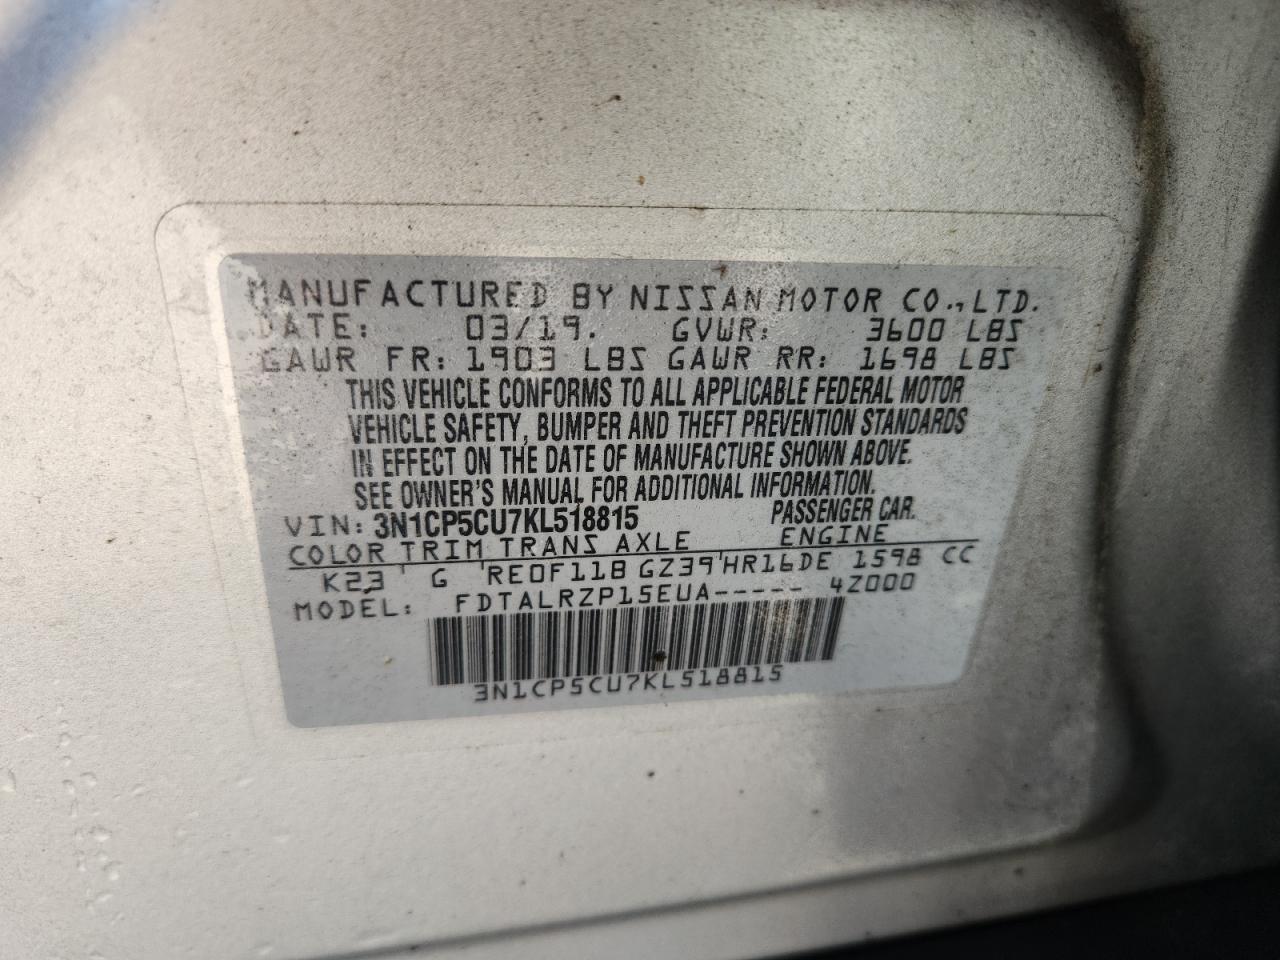 MANUFACTURED BY NISSAN MOTOR CO., LTD.
DATE: 03/19. GVWR: 3600 LBS
GAWR FR: 1903 LBS GAWR RR: 1698 LBS
THIS VEHICLE CONFORMS TO ALL APPLICABLE FEDERAL MOTOR
VEHICLE SAFETY, BUMPER AND THEFT PREVENTION STANDARDS
IN EFFECT ON THE DATE OF MANUFACTURE SHOWN ABOVE.
SEE OWNER'S MANUAL FOR ADDITIONAL INFORMATION.
VIN: 3N1CP5CU7KL518815 PASSENGER CAR.
COLOR TRIM TRANS AXLE ENGINE
K23 G RE0F11B GZ39 HR16DE 1598 CC
MODEL: FDTALRZP15EUA----- 4Z000
3N1CP5CU7KL518815